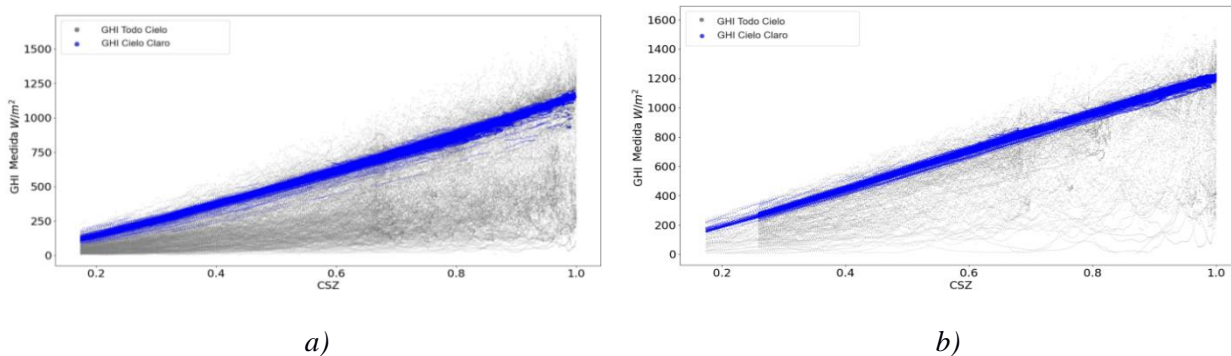 GHI Todo Cielo
GHI Cielo Claro
1500
1250
1000
750
500
250
0
GHI Medida W/m²
0.2 0.4 0.6 0.8 1.0
CSZ
a)
GHI Todo Cielo
GHI Cielo Claro
1600
1400
1200
1000
800
600
400
200
0
GHI Medida W/m²
0.2 0.4 0.6 0.8 1.0
CSZ
b)